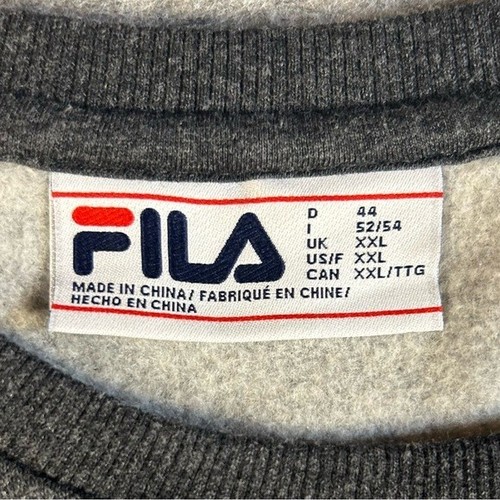 FILA
D 44
I 52/54
UK XXL
US/F XXL
CAN XXL/TTG
MADE IN CHINA/ FABRIQUÉ EN CHINE/
HECHO EN CHINA